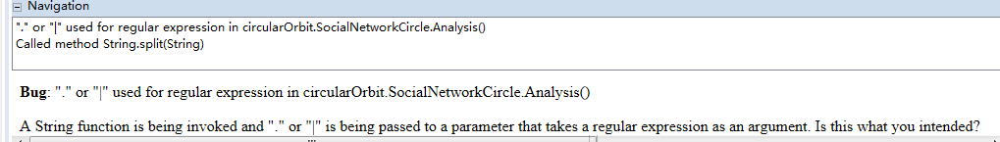 Navigation
"." or "|" used for regular expression in circularOrbit.SocialNetworkCircle.Analysis()
Called method String.split(String)
Bug: "." or "|" used for regular expression in circularOrbit.SocialNetworkCircle.Analysis()
A String function is being invoked and "." or "|" is being passed to a parameter that takes a regular expression as an argument. Is this what you intended?